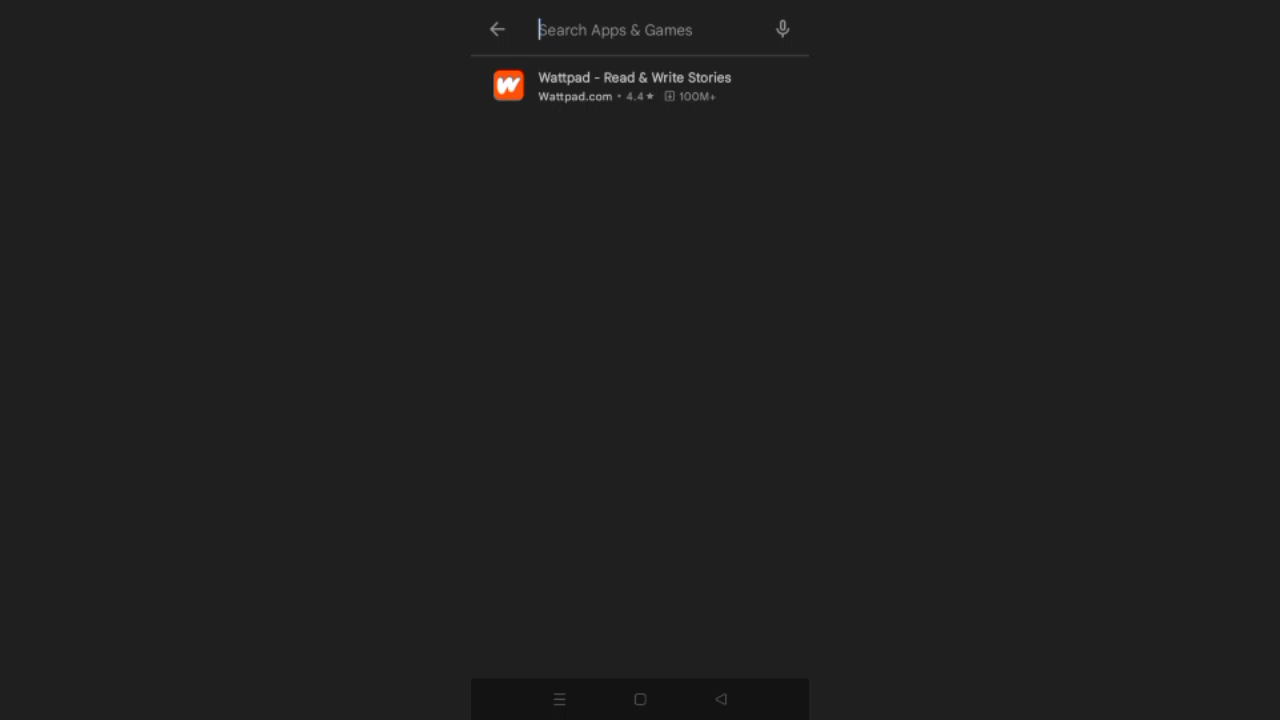 Search Apps & Games
Wattpad - Read & Write Stories
Wattpad.com • 4.4★ 100M+